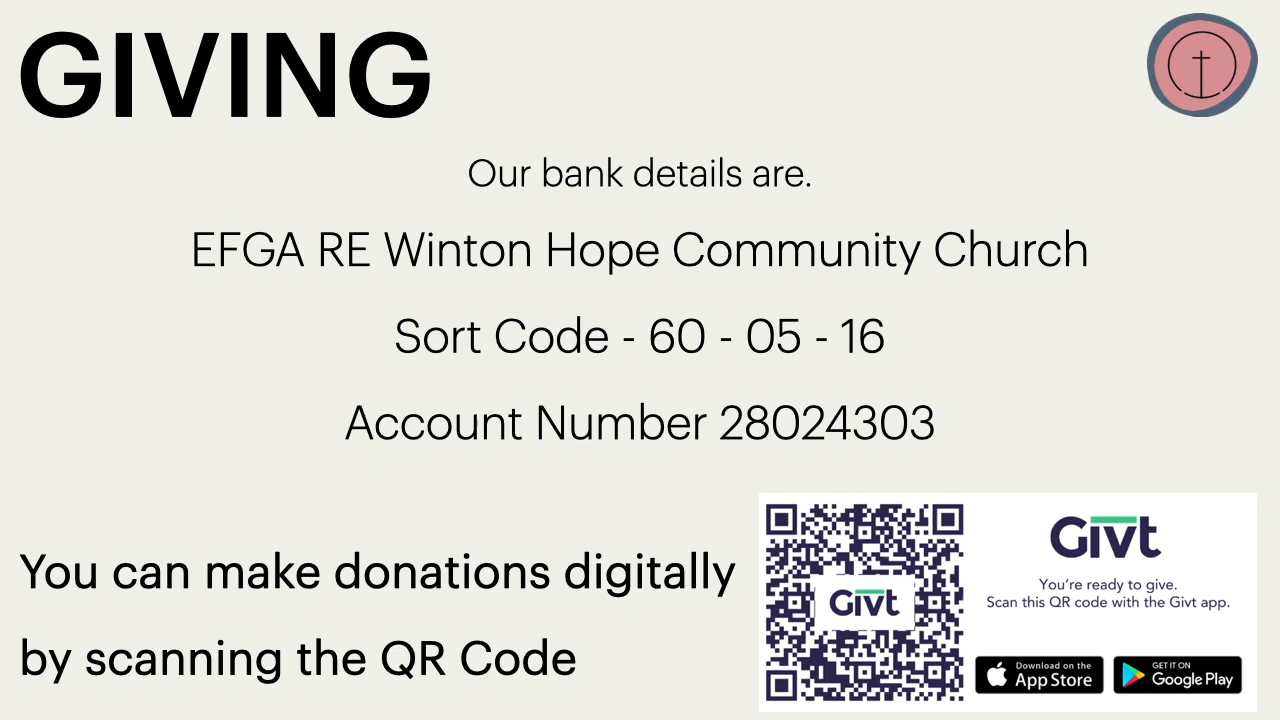 GIVING
Our bank details are.
EFGA RE Winton Hope Community Church
Sort Code - 60 - 05 - 16
Account Number 28024303
You can make donations digitally
by scanning the QR Code
Givt
Givt
You're ready to give.
Scan this QR code with the Givt app.
Download on the
App Store
GET IT ON
Google Play